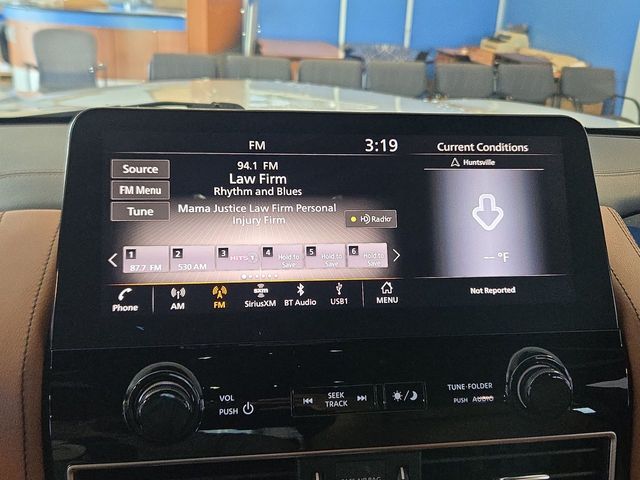 FM
3:19
Current Conditions
Huntsville
Source
FM Menu
Tune
94.1 FM
Law Firm
Rhythm and Blues
Mama Justice Law Firm Personal
Injury Firm
HD Radio
1
87.7 FM
2
530 AM
3
HITS 1
4
Hold to
Save
5
Hold to
Save
6
Hold to
Save
-- °F
Not Reported
Phone
AM
FM
SiriusXM
BT Audio
USB1
MENU
VOL
PUSH
SEEK
TRACK
TUNE·FOLDER
PUSH AUDIO